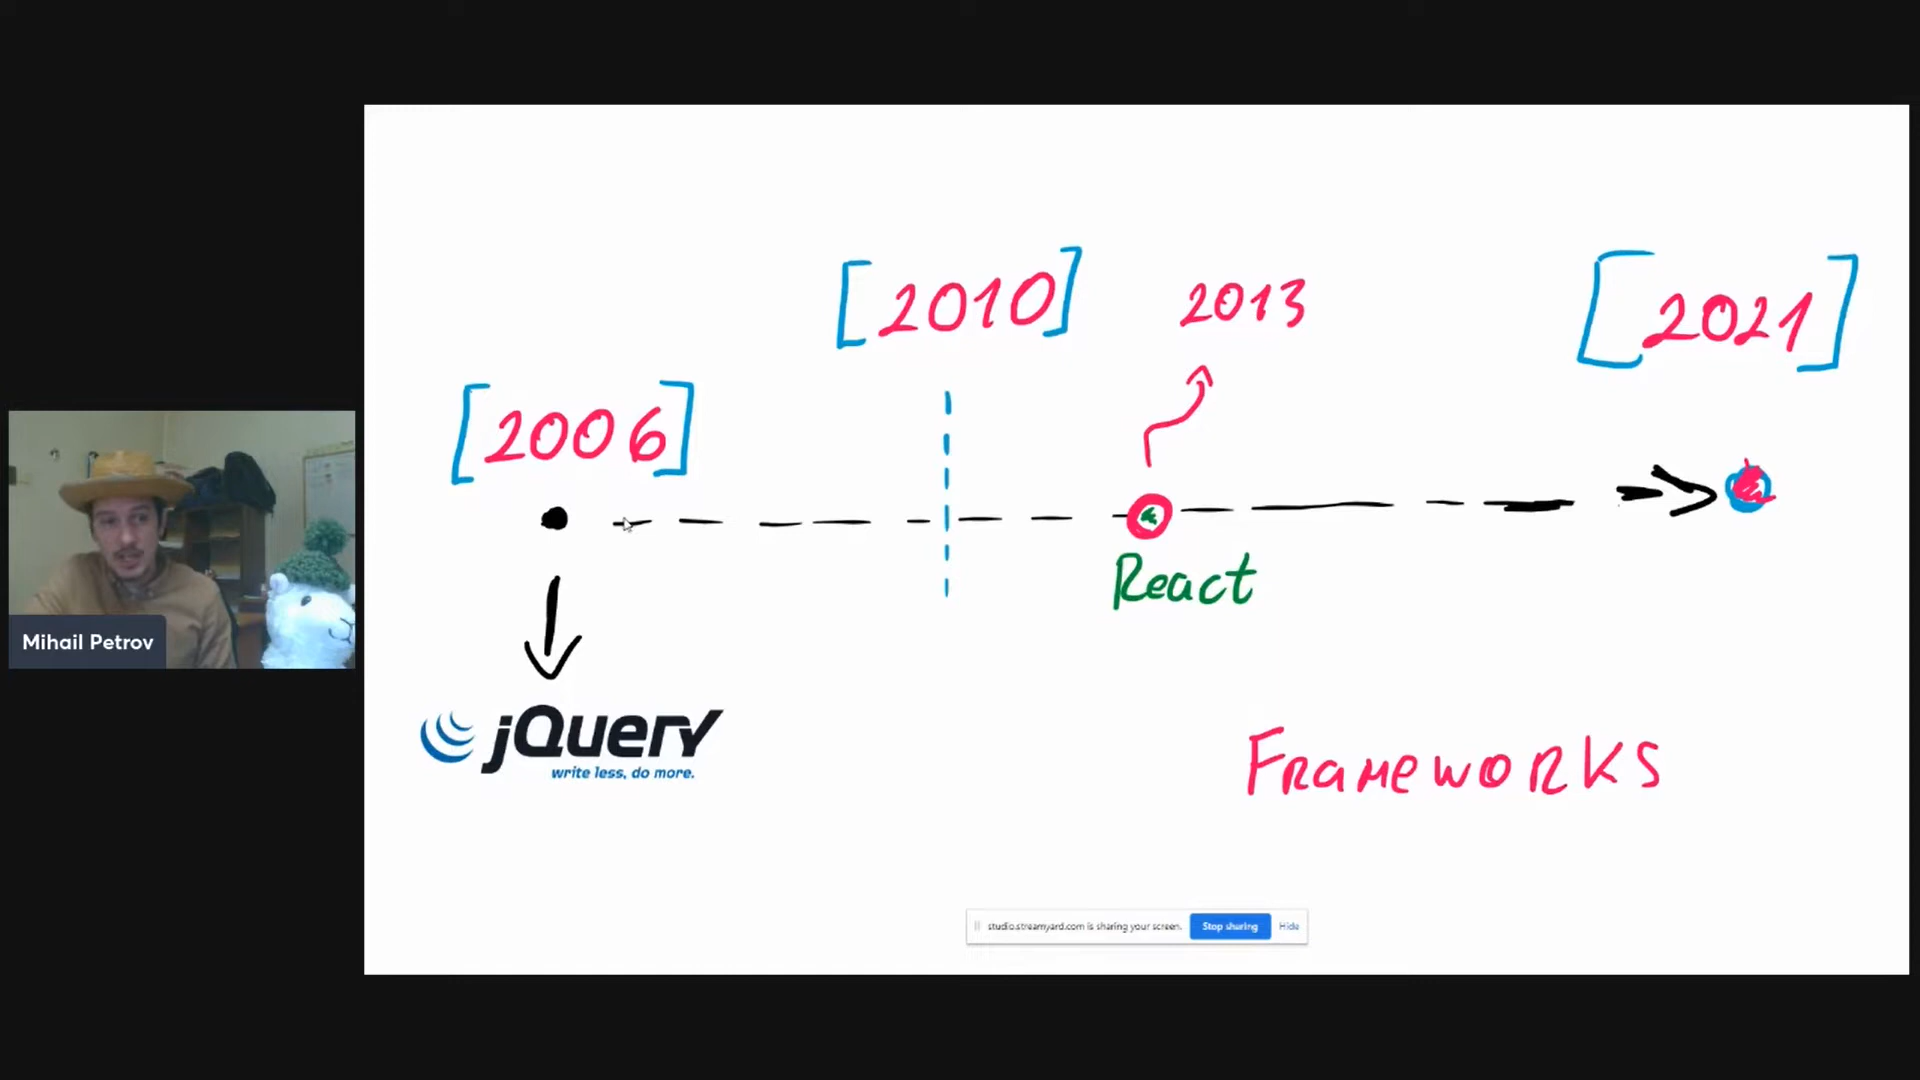 [2010]
2013
[2021]
[2006]
React
Mihail Petrov
jQuery
write less, do more.
FRAMEWORKS
studio.streamyard.com is sharing your screen.
Stop sharing
Hide